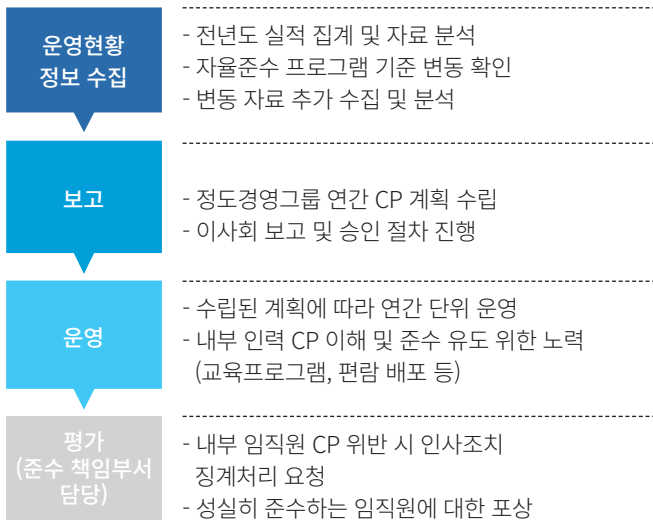 운영현황
정보 수집
- 전년도 실적 집계 및 자료 분석
- 자율준수 프로그램 기준 변동 확인
- 변동 자료 추가 수집 및 분석
보고
- 정도경영그룹 연간 CP 계획 수립
- 이사회 보고 및 승인 절차 진행
운영
- 수립된 계획에 따라 연간 단위 운영
- 내부 인력 CP 이해 및 준수 유도 위한 노력
(교육프로그램, 편람 배포 등)
평가
(준수 책임부서
담당)
- 내부 임직원 CP 위반 시 인사조치
징계처리 요청
- 성실히 준수하는 임직원에 대한 포상